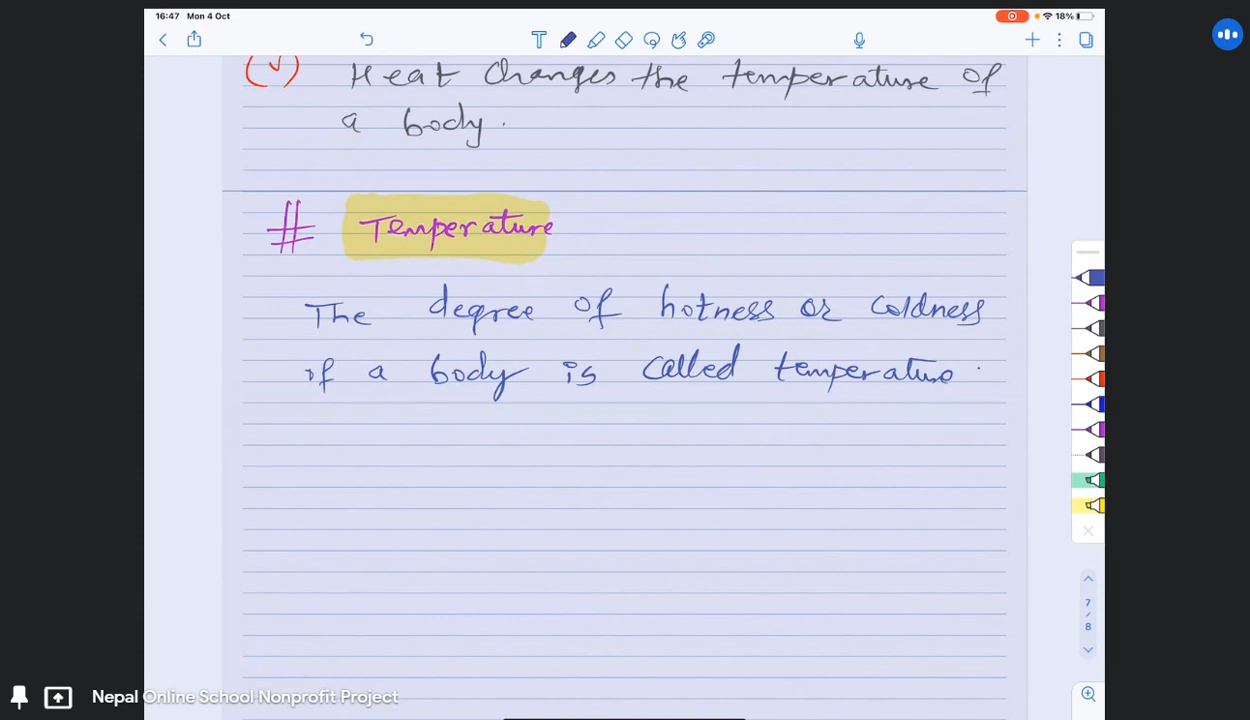 16:47 Mon 4 Oct
18%
(v) Heat changes the temperature of
a body.
# Temperature
The degree of hotness or coldness
of a body is called temperature.
7
/
8
Nepal Online School Nonprofit Project